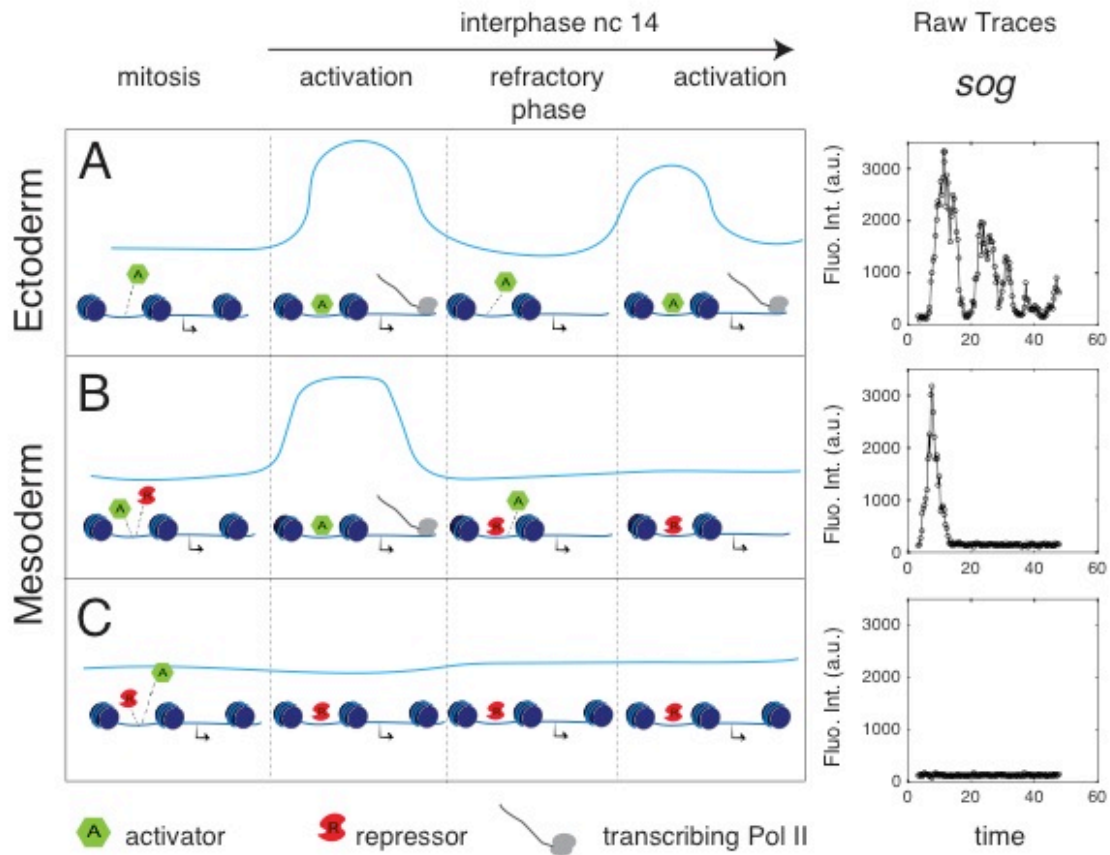 interphase nc 14
Raw Traces
mitosis
activation
refractory
phase
activation
sog
Ectoderm
A
A
A
A
A
Fluo. Int. (a.u.)
3000
2000
1000
0
0
20
40
60
Mesoderm
B
A
R
A
R
A
R
Fluo. Int. (a.u.)
3000
2000
1000
0
0
20
40
60
C
R
A
R
R
R
Fluo. Int. (a.u.)
3000
2000
1000
0
0
20
40
60
A activator
R repressor
transcribing Pol II
time